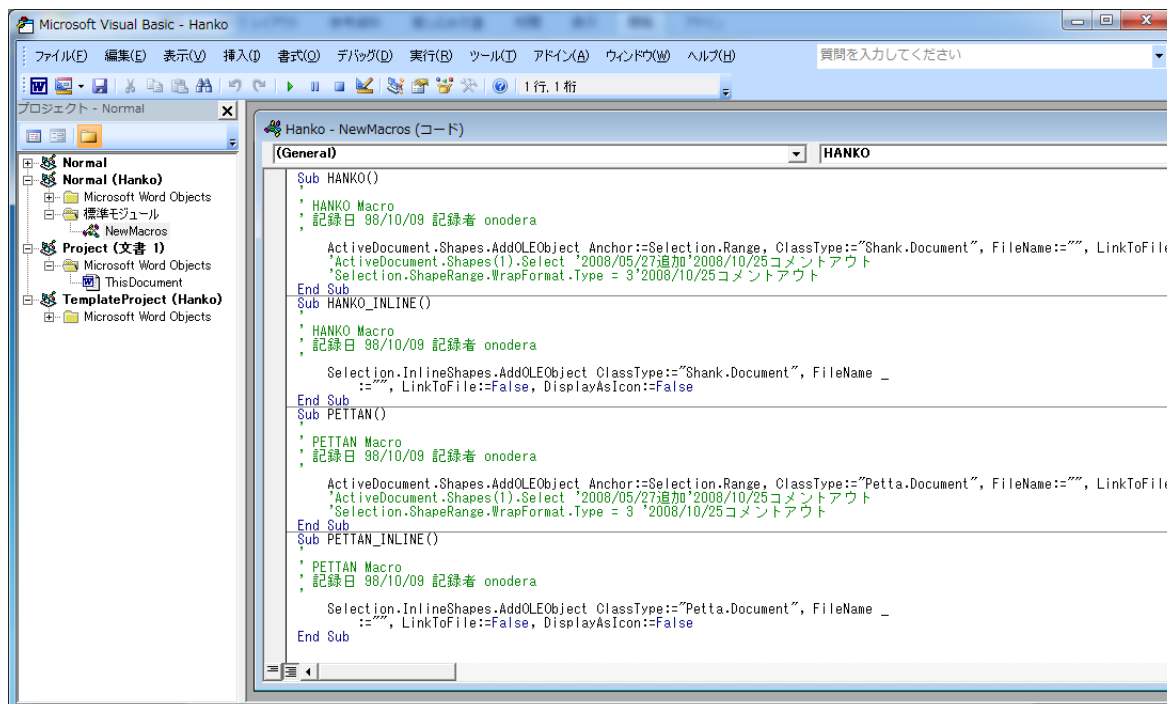 Microsoft Visual Basic - Hanko
ファイル(F) 編集(E) 表示(V) 挿入(I) 書式(O) デバッグ(D) 実行(R) ツール(T) アドイン(A) ウィンドウ(W) ヘルプ(H) 質問を入力してください
1 行, 1 桁
プロジェクト - Normal
Normal
Normal (Hanko)
Microsoft Word Objects
標準モジュール
NewMacros
Project (文書 1)
Microsoft Word Objects
ThisDocument
TemplateProject (Hanko)
Microsoft Word Objects
Hanko - NewMacros (コード)
(General) HANKO
Sub HANKO()
'
' HANKO Macro
' 記録日 98/10/09 記録者 onodera
'
ActiveDocument.Shapes.AddOLEObject Anchor:=Selection.Range, ClassType:="Shank.Document", FileName:="", LinkToFile
'ActiveDocument.Shapes(1).Select '2008/05/27追加'2008/10/25コメントアウト
'Selection.ShapeRange.WrapFormat.Type = 3'2008/10/25コメントアウト
End Sub
Sub HANKO_INLINE()
'
' HANKO Macro
' 記録日 98/10/09 記録者 onodera
'
Selection.InlineShapes.AddOLEObject ClassType:="Shank.Document", FileName _
:="", LinkToFile:=False, DisplayAsIcon:=False
End Sub
Sub PETTAN()
'
' PETTAN Macro
' 記録日 98/10/09 記録者 onodera
'
ActiveDocument.Shapes.AddOLEObject Anchor:=Selection.Range, ClassType:="Petta.Document", FileName:="", LinkToFile
'ActiveDocument.Shapes(1).Select '2008/05/27追加'2008/10/25コメントアウト
'Selection.ShapeRange.WrapFormat.Type = 3 '2008/10/25コメントアウト
End Sub
Sub PETTAN_INLINE()
'
' PETTAN Macro
' 記録日 98/10/09 記録者 onodera
'
Selection.InlineShapes.AddOLEObject ClassType:="Petta.Document", FileName _
:="", LinkToFile:=False, DisplayAsIcon:=False
End Sub